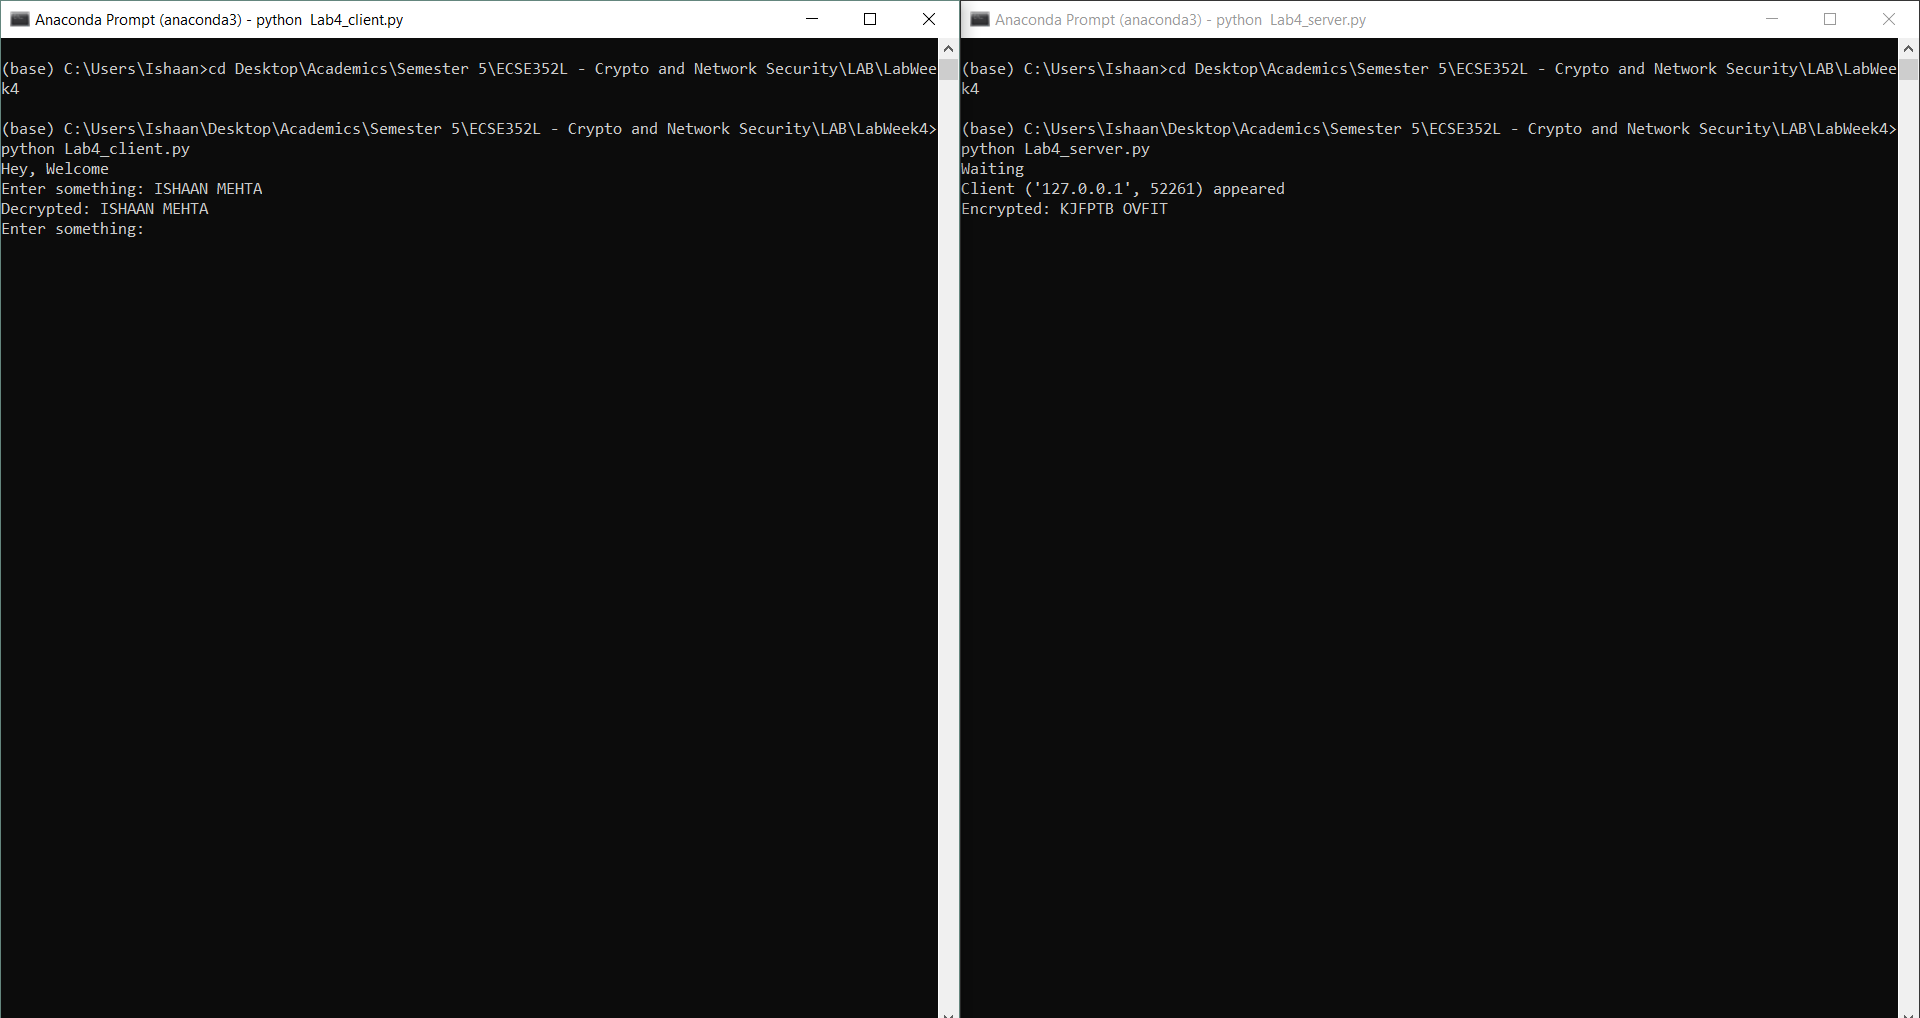 Anaconda Prompt (anaconda3) - python  Lab4_client.py
(base) C:\Users\Ishaan>cd Desktop\Academics\Semester 5\ECSE352L - Crypto and Network Security\LAB\LabWee
k4
(base) C:\Users\Ishaan\Desktop\Academics\Semester 5\ECSE352L - Crypto and Network Security\LAB\LabWeek4>
python Lab4_client.py
Hey, Welcome
Enter something: ISHAAN MEHTA
Decrypted: ISHAAN MEHTA
Enter something:
Anaconda Prompt (anaconda3) - python  Lab4_server.py
(base) C:\Users\Ishaan>cd Desktop\Academics\Semester 5\ECSE352L - Crypto and Network Security\LAB\LabWee
k4
(base) C:\Users\Ishaan\Desktop\Academics\Semester 5\ECSE352L - Crypto and Network Security\LAB\LabWeek4>
python Lab4_server.py
Waiting
Client ('127.0.0.1', 52261) appeared
Encrypted: KJFPTB OVFIT